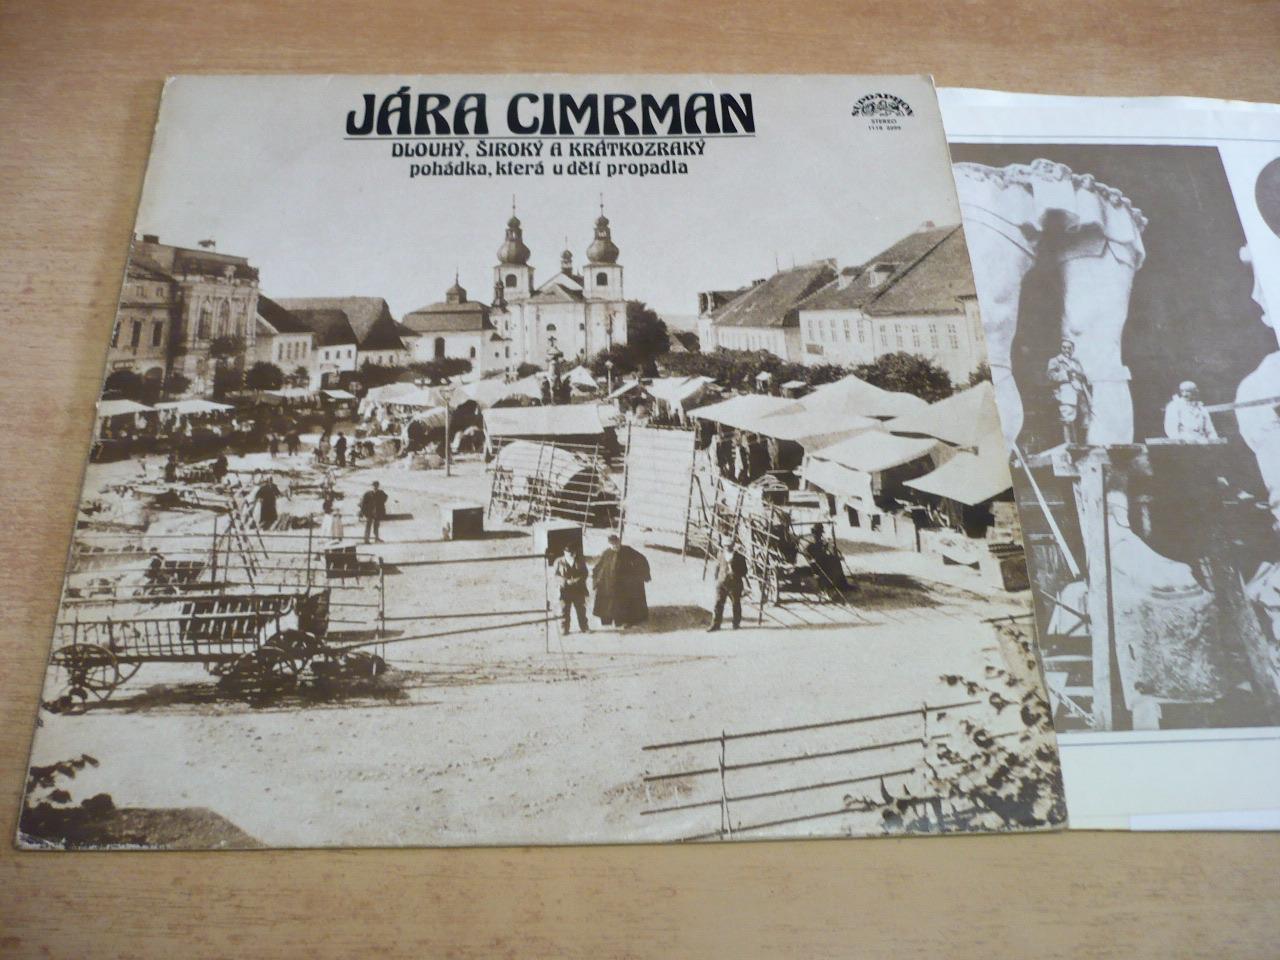 JÁRA CIMRMAN
DLOUHÝ, ŠIROKÝ A KRÁTKOZRAKÝ
pohádka, která u dětí propadla
SUPRAPHON
STEREO